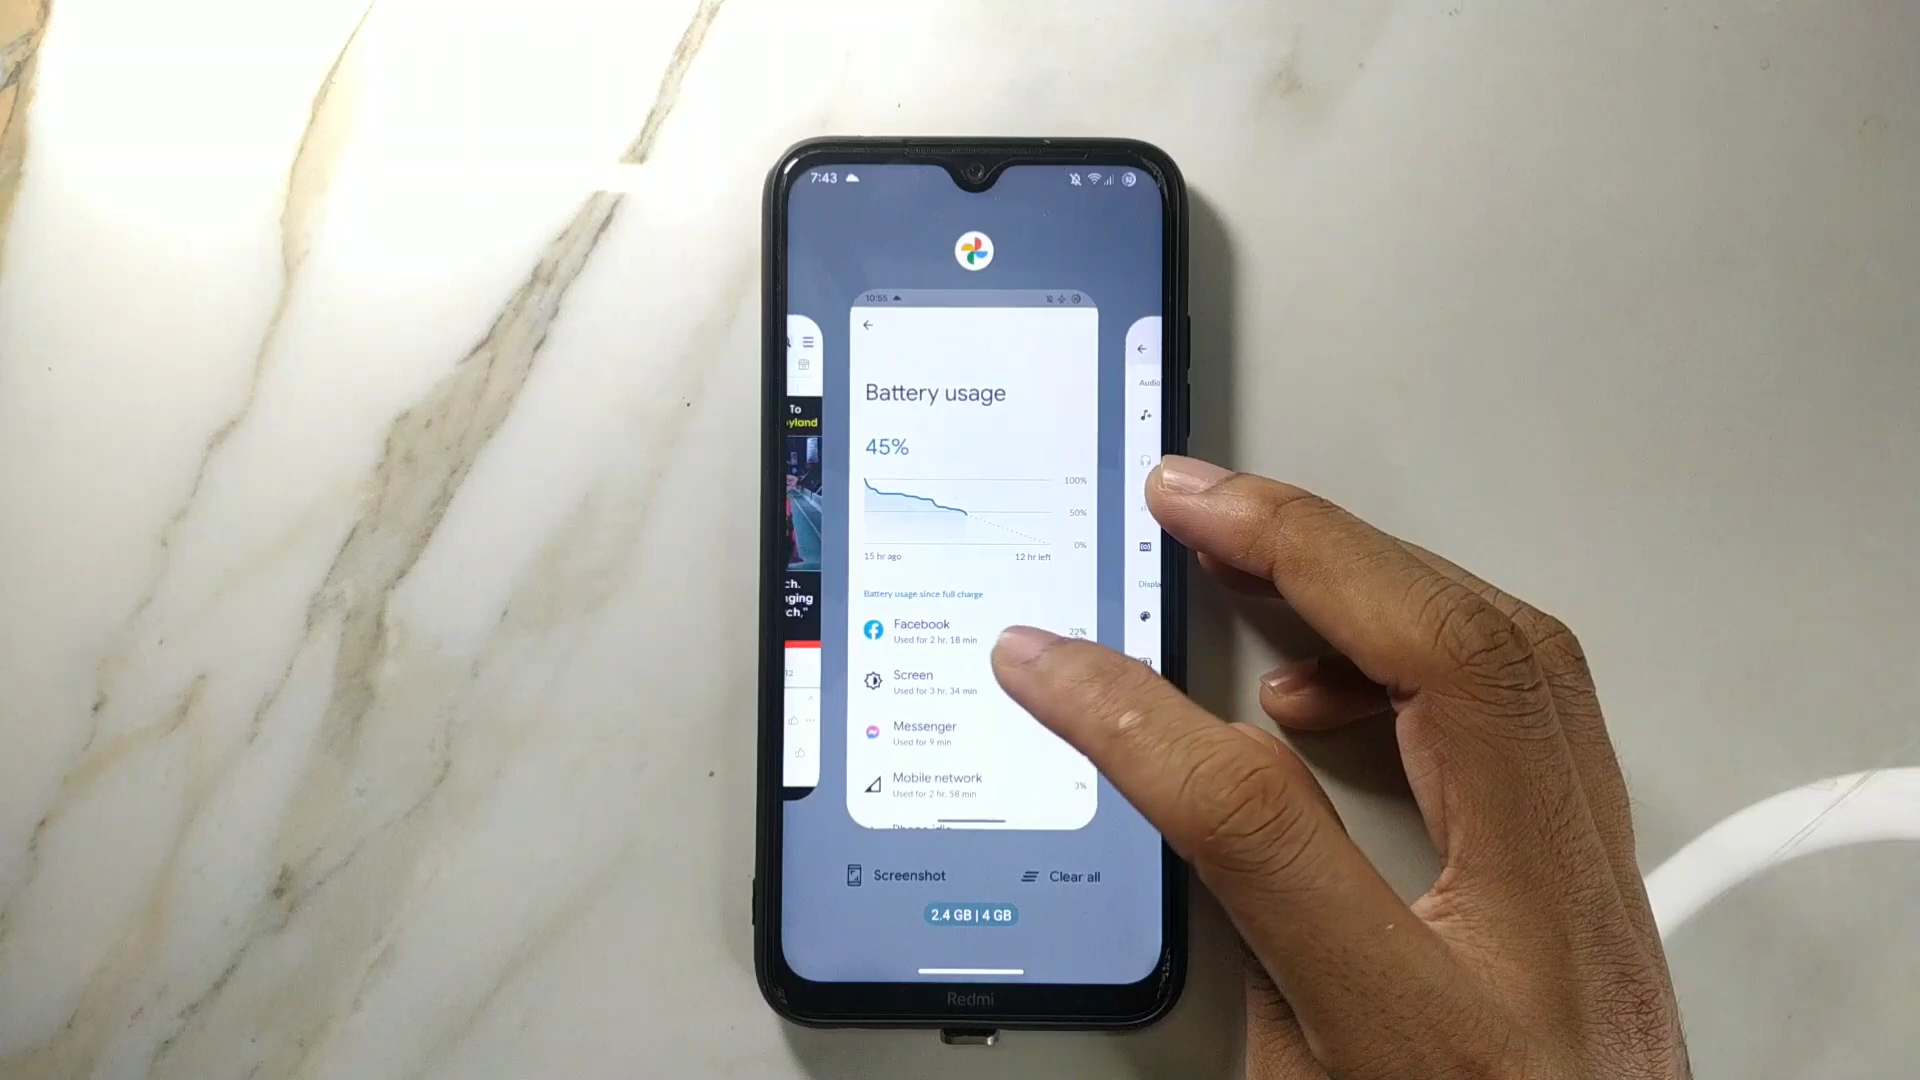 7:43
10:55
Battery usage
45%
100%
50%
0%
15 hr ago
12 hr left
Battery usage since full charge
Facebook
Used for 2 hr, 18 min
22%
Screen
Used for 3 hr, 34 min
Messenger
Used for 9 min
Mobile network
Used for 2 hr, 58 min
3%
To
Audio
Screenshot
Clear all
2.4 GB | 4 GB
Redmi